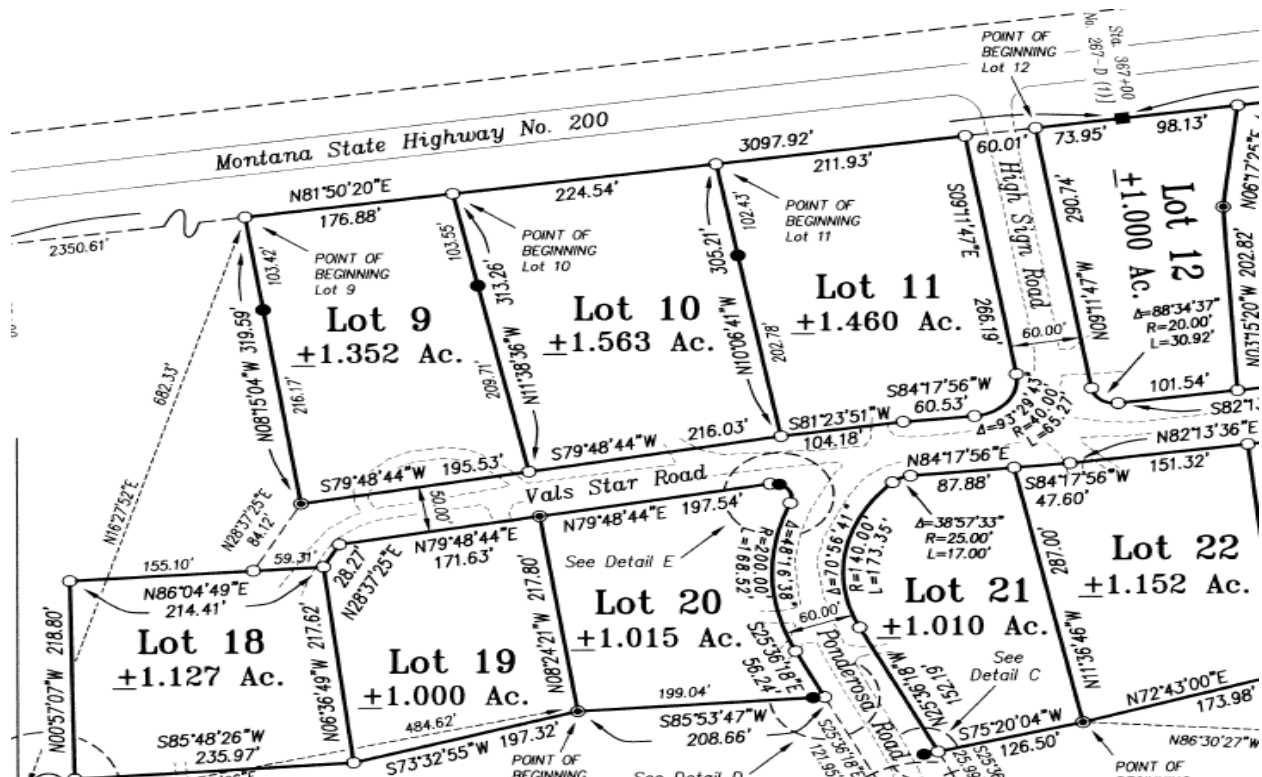 POINT OF
BEGINNING
Lot 12
Sta. 367+00
No. 267-D (1)]
Montana State Highway No. 200
3097.92'
60.01'
73.95'
98.13'
N81°50'20"E
176.88'
224.54'
211.93'
2350.61'
POINT OF
BEGINNING
Lot 9
POINT OF
BEGINNING
Lot 10
POINT OF
BEGINNING
Lot 11
103.42'
103.55'
102.43'
313.26'
305.21'
S09°11'47"E
266.19'
High Sign Road
60.00'
290.74'
N09°11'47"W
Lot 12
±1.000 Ac.
N06°17'25"E
N03°15'20"W 202.82'
Δ=88°34'37"
R=20.00'
L=30.92'
101.54'
Lot 9
±1.352 Ac.
Lot 10
±1.563 Ac.
Lot 11
±1.460 Ac.
682.33'
N16°27'52"E
N08°15'04"W 319.59'
216.17'
209.71'
N11°38'36"W
N10°06'41"W
202.78'
S84°17'56"W
60.53'
Δ=93°29'43"
R=40.00'
L=65.27'
S81°23'51"W
104.18'
S79°48'44"W 195.53'
S79°48'44"W 216.03'
Vals Star Road
50.00'
N28°37'25"E
84.12'
N79°48'44"E
171.63'
N79°48'44"E 197.54'
N84°17'56"E
87.88'
S84°17'56"W
47.60'
N82°13'36"E
151.32'
S82°13
155.10'
59.31'
28.27'
N28°37'25"E
N86°04'49"E
214.41'
See Detail E
Δ=48°16'38"
R=200.00'
L=168.52'
Δ=70°56'41"
R=140.00'
L=173.35'
Δ=38°57'33"
R=25.00'
L=17.00'
287.00'
N11°36'46"W
Lot 18
±1.127 Ac.
Lot 19
±1.000 Ac.
Lot 20
±1.015 Ac.
Lot 21
±1.010 Ac.
Lot 22
±1.152 Ac.
N00°57'07"W 218.80'
N06°36'49"W 217.62'
N08°24'21"W 217.80'
60.00'
Ponderosa Road
S25°36'18"E
56.24'
N25°36'18"W
152.19'
See
Detail C
199.04'
S85°53'47"W
208.66'
484.62'
S85°48'26"W
235.97'
S73°32'55"W 197.32'
POINT OF
BEGINNING
See Detail D
S25°36'18"E
121.95'
S75°20'04"W
126.50'
25.89
S25°36
N72°43'00"E
173.98'
N86°30'27"W
POINT OF